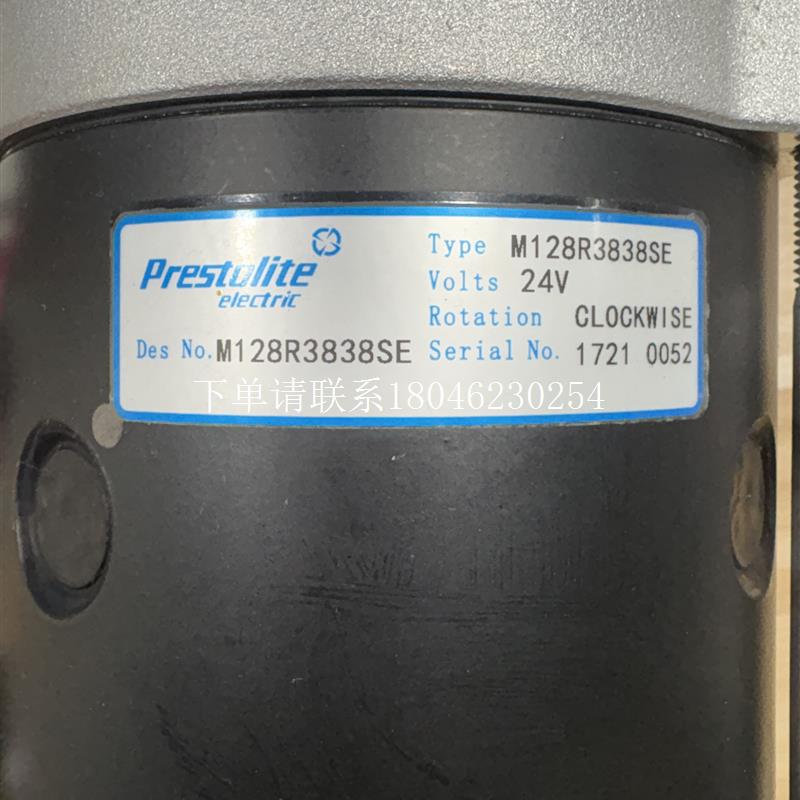 Prestolite
electric
Type M128R3838SE
Volts 24V
Rotation CLOCKWISE
Des No. M128R3838SE Serial No. 1721 0052
下单请联系18046230254